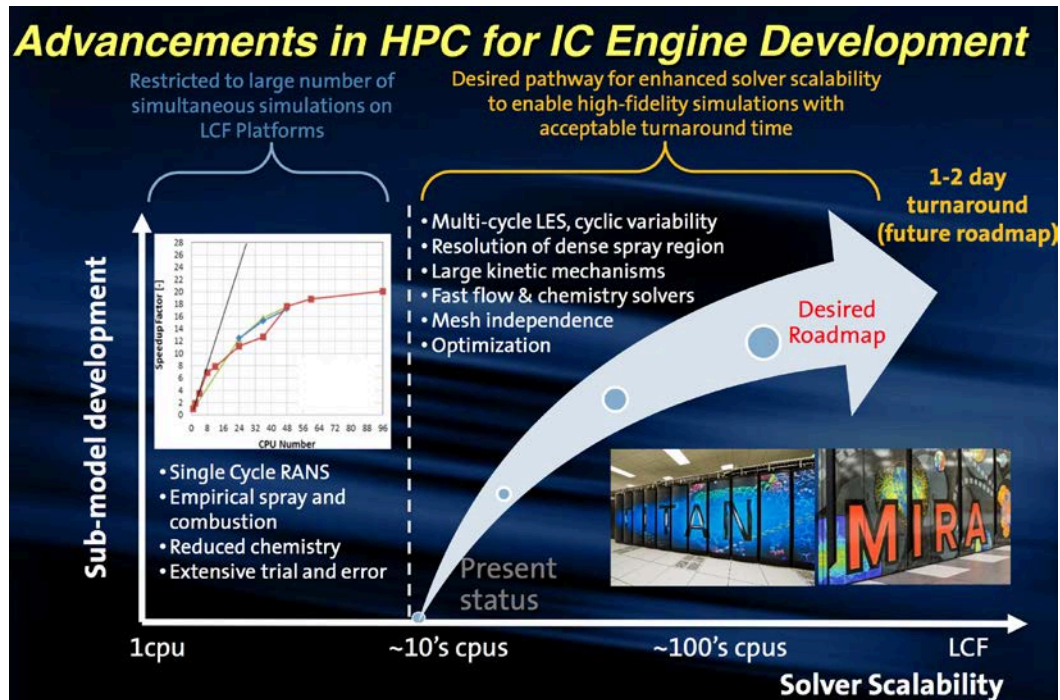 Advancements in HPC for IC Engine Development
Restricted to large number of
simultaneous simulations on
LCF Platforms
Desired pathway for enhanced solver scalability
to enable high-fidelity simulations with
acceptable turnaround time
1-2 day
turnaround
(future roadmap)
Sub-model development
Speedup Factor [-]
28
26
24
22
20
18
16
14
12
10
8
6
4
2
0
0 8 16 24 32 40 48 56 64 72 80 88 96
CPU Number
• Single Cycle RANS
• Empirical spray and
combustion
• Reduced chemistry
• Extensive trial and error
• Multi-cycle LES, cyclic variability
• Resolution of dense spray region
• Large kinetic mechanisms
• Fast flow & chemistry solvers
• Mesh independence
• Optimization
Desired
Roadmap
ITAN
MIRA
Present
status
1cpu
~10's cpus
~100's cpus
LCF
Solver Scalability